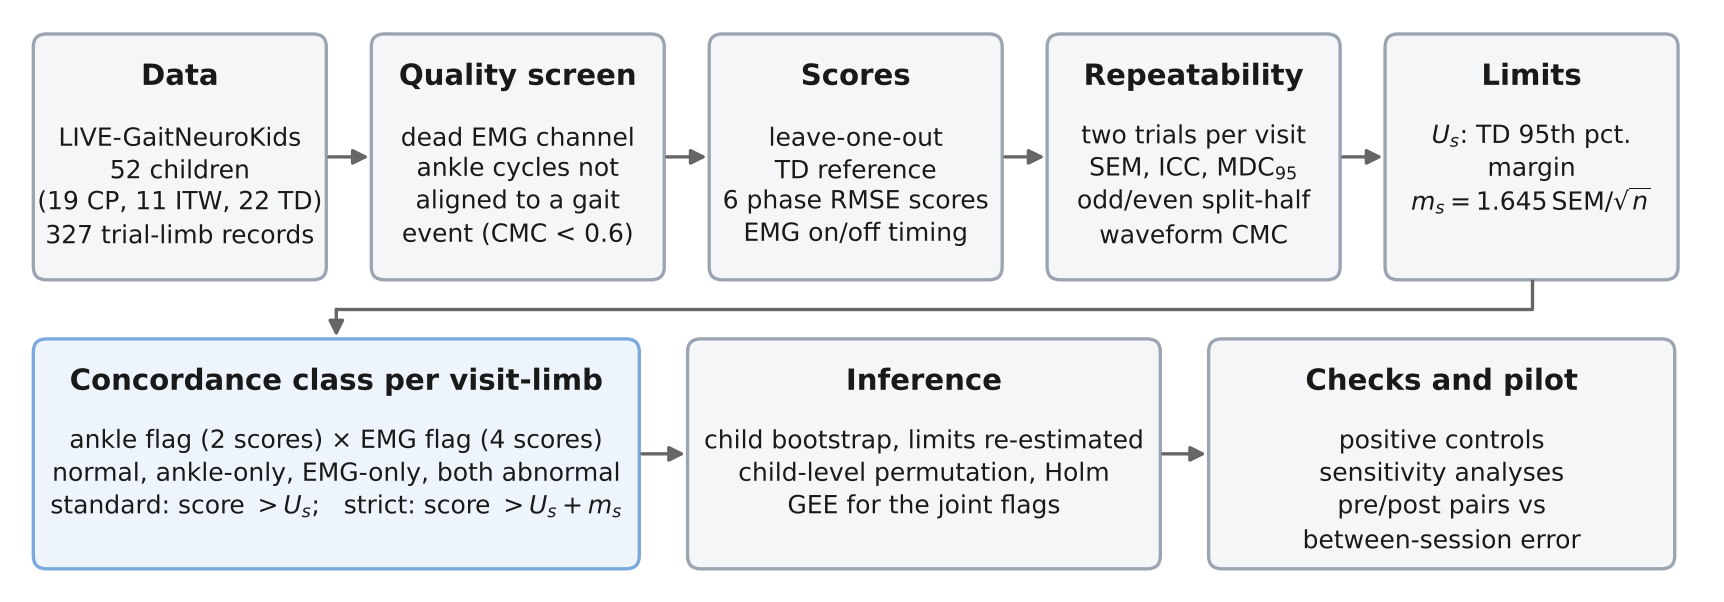 Data
LIVE-GaitNeuroKids
52 children
(19 CP, 11 ITW, 22 TD)
327 trial-limb records
Quality screen
dead EMG channel
ankle cycles not
aligned to a gait
event (CMC < 0.6)
Scores
leave-one-out
TD reference
6 phase RMSE scores
EMG on/off timing
Repeatability
two trials per visit
SEM, ICC, MDC₉₅
odd/even split-half
waveform CMC
Limits
Uₛ: TD 95th pct.
margin
mₛ = 1.645 SEM/√n
Concordance class per visit-limb
ankle flag (2 scores) × EMG flag (4 scores)
normal, ankle-only, EMG-only, both abnormal
standard: score > Uₛ;   strict: score > Uₛ + mₛ
Inference
child bootstrap, limits re-estimated
child-level permutation, Holm
GEE for the joint flags
Checks and pilot
positive controls
sensitivity analyses
pre/post pairs vs
between-session error